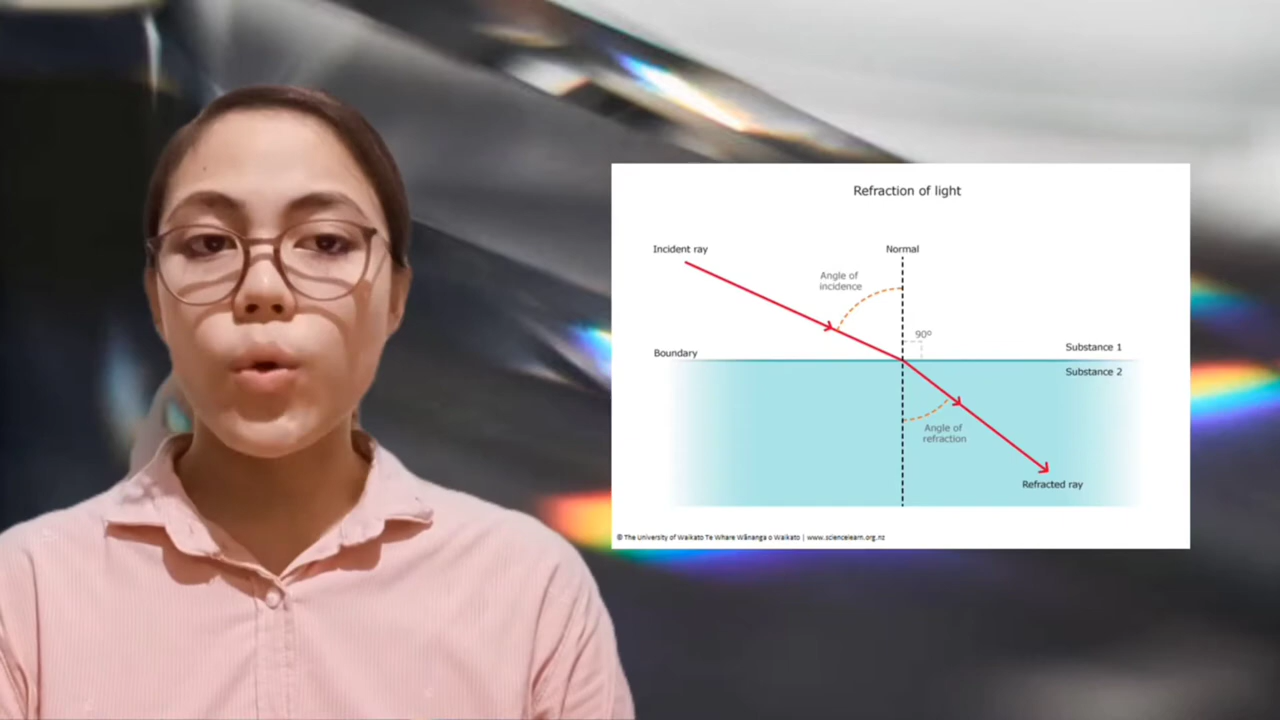 Refraction of light
Incident ray
Normal
Angle of
incidence
90º
Boundary
Substance 1
Substance 2
Angle of
refraction
Refracted ray
© The University of Waikato Te Whare Wānanga o Waikato | www.sciencelearn.org.nz